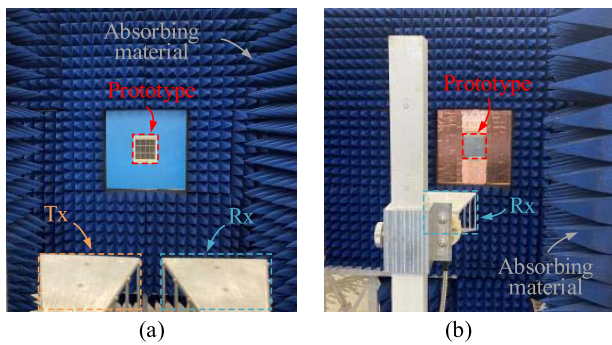 Absorbing
material
Prototype
Tx
Rx
(a)
Prototype
Rx
Absorbing
material
(b)